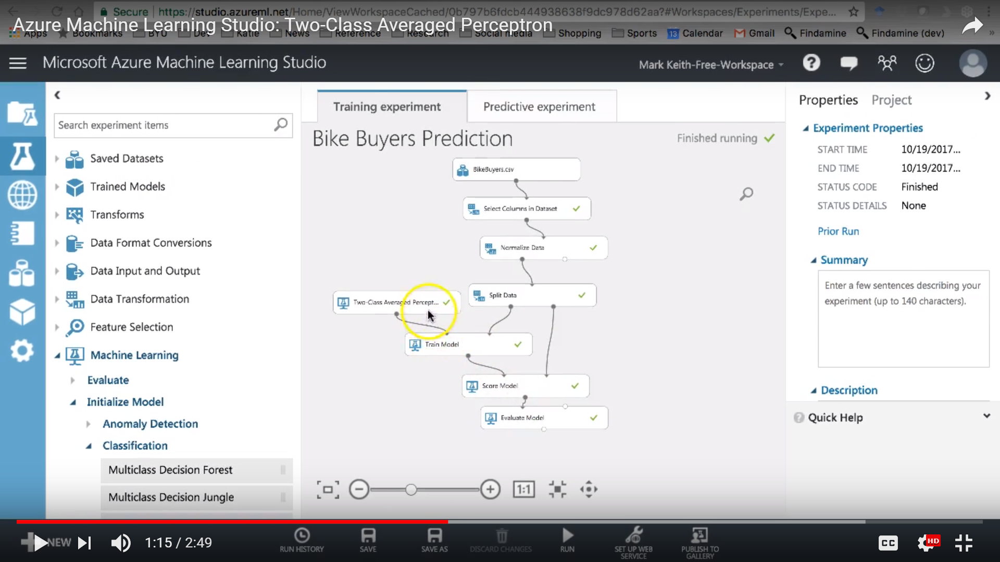 Secure https://studio.azureml.net/Home/ViewWorkspaceCached/0b797b6fdcb444938638f9dc978d62aa?#Workspaces/Experiments/Expe...
Azure Machine Learning Studio: Two-Class Averaged Perceptron
Apps Bookmarks BYU Dev Katie News Reference Research Social media Shopping Sports 13 Calendar Gmail Findamine Findamine (dev) »
Microsoft Azure Machine Learning Studio
Mark Keith-Free-Workspace
Search experiment items
Saved Datasets
Trained Models
Transforms
Data Format Conversions
Data Input and Output
Data Transformation
Feature Selection
Machine Learning
Evaluate
Initialize Model
Anomaly Detection
Classification
Multiclass Decision Forest
Multiclass Decision Jungle
Training experiment
Predictive experiment
Bike Buyers Prediction
Finished running
BikeBuyers.csv
Select Columns in Dataset
Normalize Data
Two-Class Averaged Percept...
Split Data
Train Model
Score Model
Evaluate Model
1:1
Properties Project
Experiment Properties
START TIME 10/19/2017...
END TIME 10/19/2017...
STATUS CODE Finished
STATUS DETAILS None
Prior Run
Summary
Enter a few sentences describing your
experiment (up to 140 characters).
Description
Quick Help
NEW
1:15 / 2:49
RUN HISTORY
SAVE
SAVE AS
DISCARD CHANGES
RUN
SET UP WEB
SERVICE
PUBLISH TO
GALLERY
CC
HD